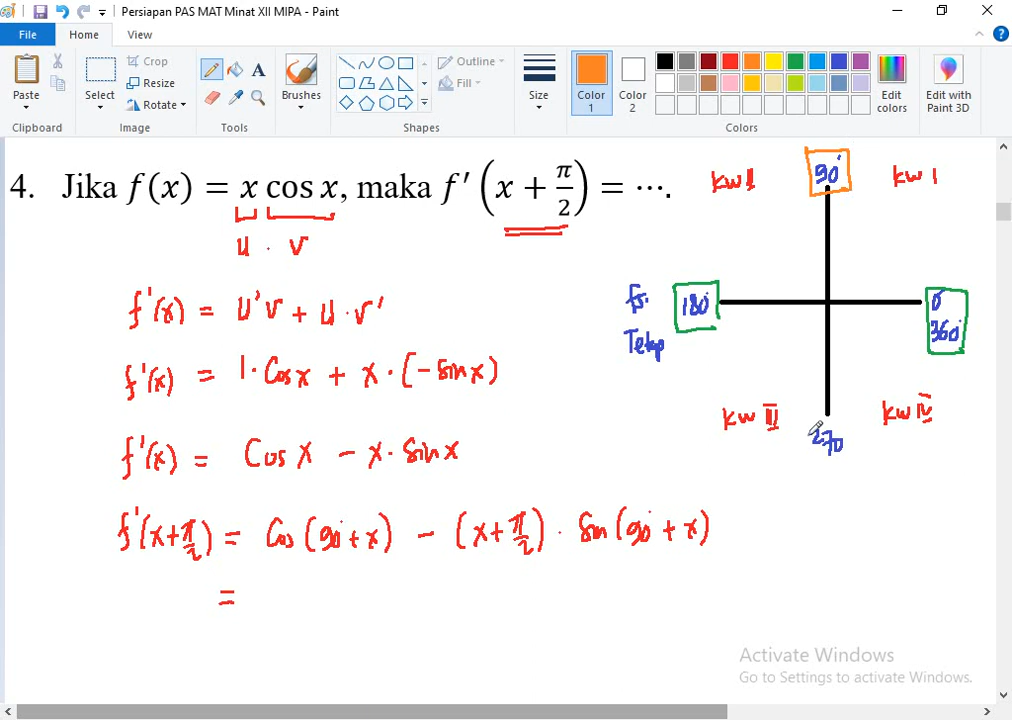 Persiapan PAS MAT Minat XII MIPA - Paint
File Home View
Paste
Clipboard
Select
Crop
Resize
Rotate
Image
Tools
Brushes
Shapes
Outline
Fill
Size
Color 1
Color 2
Colors
Edit colors
Edit with Paint 3D
4. Jika f(x) = x cos x, maka f′(x + π/2) = ⋯.
u · v
f'(x) = u'v + u · v'
f'(x) = 1 · Cos x + x · (- sin x)
f'(x) = Cos x - x · sin x
f'(x + π/2) = Cos (90° + x) - (x + π/2) · sin (90° + x)
=
kw II
90°
kw I
fs. 180°
Tetap
0°
360°
kw III
270
kw IV
Activate Windows
Go to Settings to activate Windows.